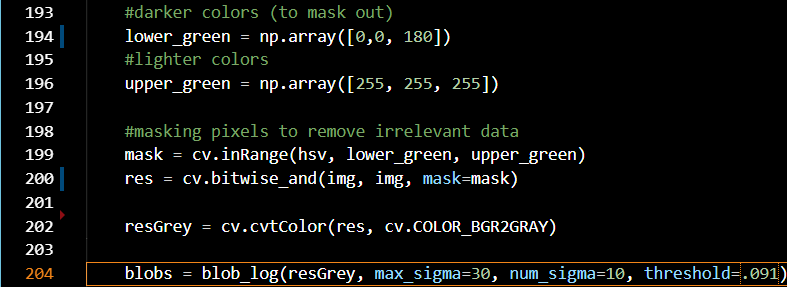 193 #darker colors (to mask out)
194 lower_green = np.array([0,0, 180])
195 #lighter colors
196 upper_green = np.array([255, 255, 255])
197
198 #masking pixels to remove irrelevant data
199 mask = cv.inRange(hsv, lower_green, upper_green)
200 res = cv.bitwise_and(img, img, mask=mask)
201
202 resGrey = cv.cvtColor(res, cv.COLOR_BGR2GRAY)
203
204 blobs = blob_log(resGrey, max_sigma=30, num_sigma=10, threshold=.091)